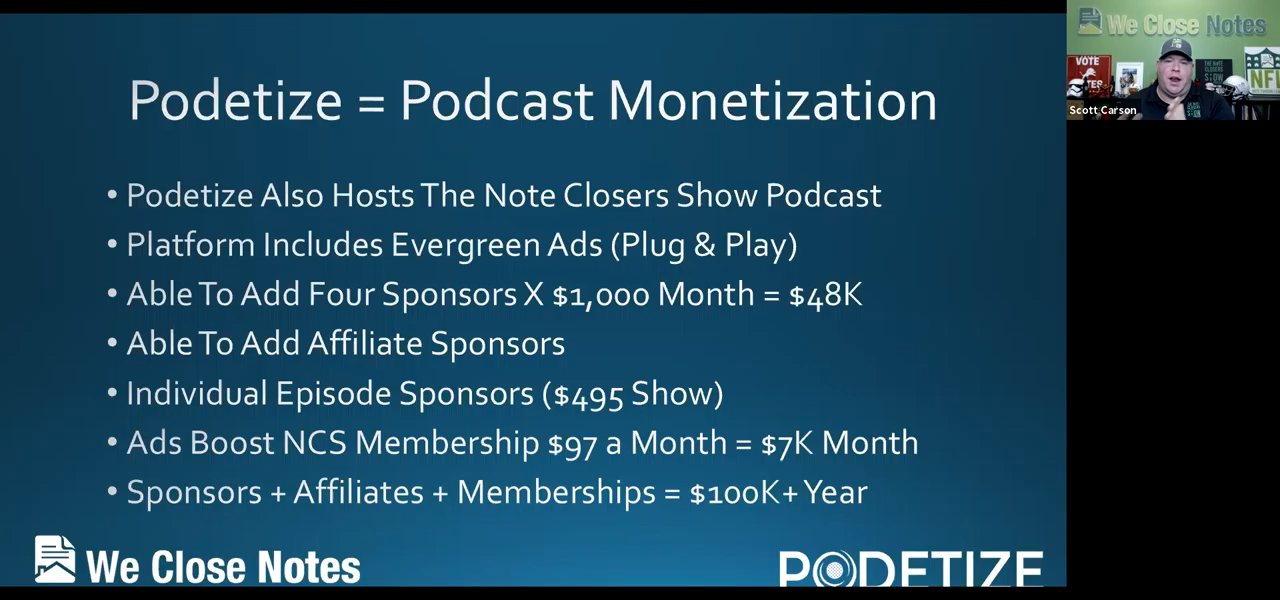 Podetize = Podcast Monetization
• Podetize Also Hosts The Note Closers Show Podcast
• Platform Includes Evergreen Ads (Plug & Play)
• Able To Add Four Sponsors X $1,000 Month = $48K
• Able To Add Affiliate Sponsors
• Individual Episode Sponsors ($495 Show)
• Ads Boost NCS Membership $97 a Month = $7K Month
• Sponsors + Affiliates + Memberships = $100K+ Year
We Close Notes
PODETIZE
We Close Notes
VOTE
NFL
Scott Carson